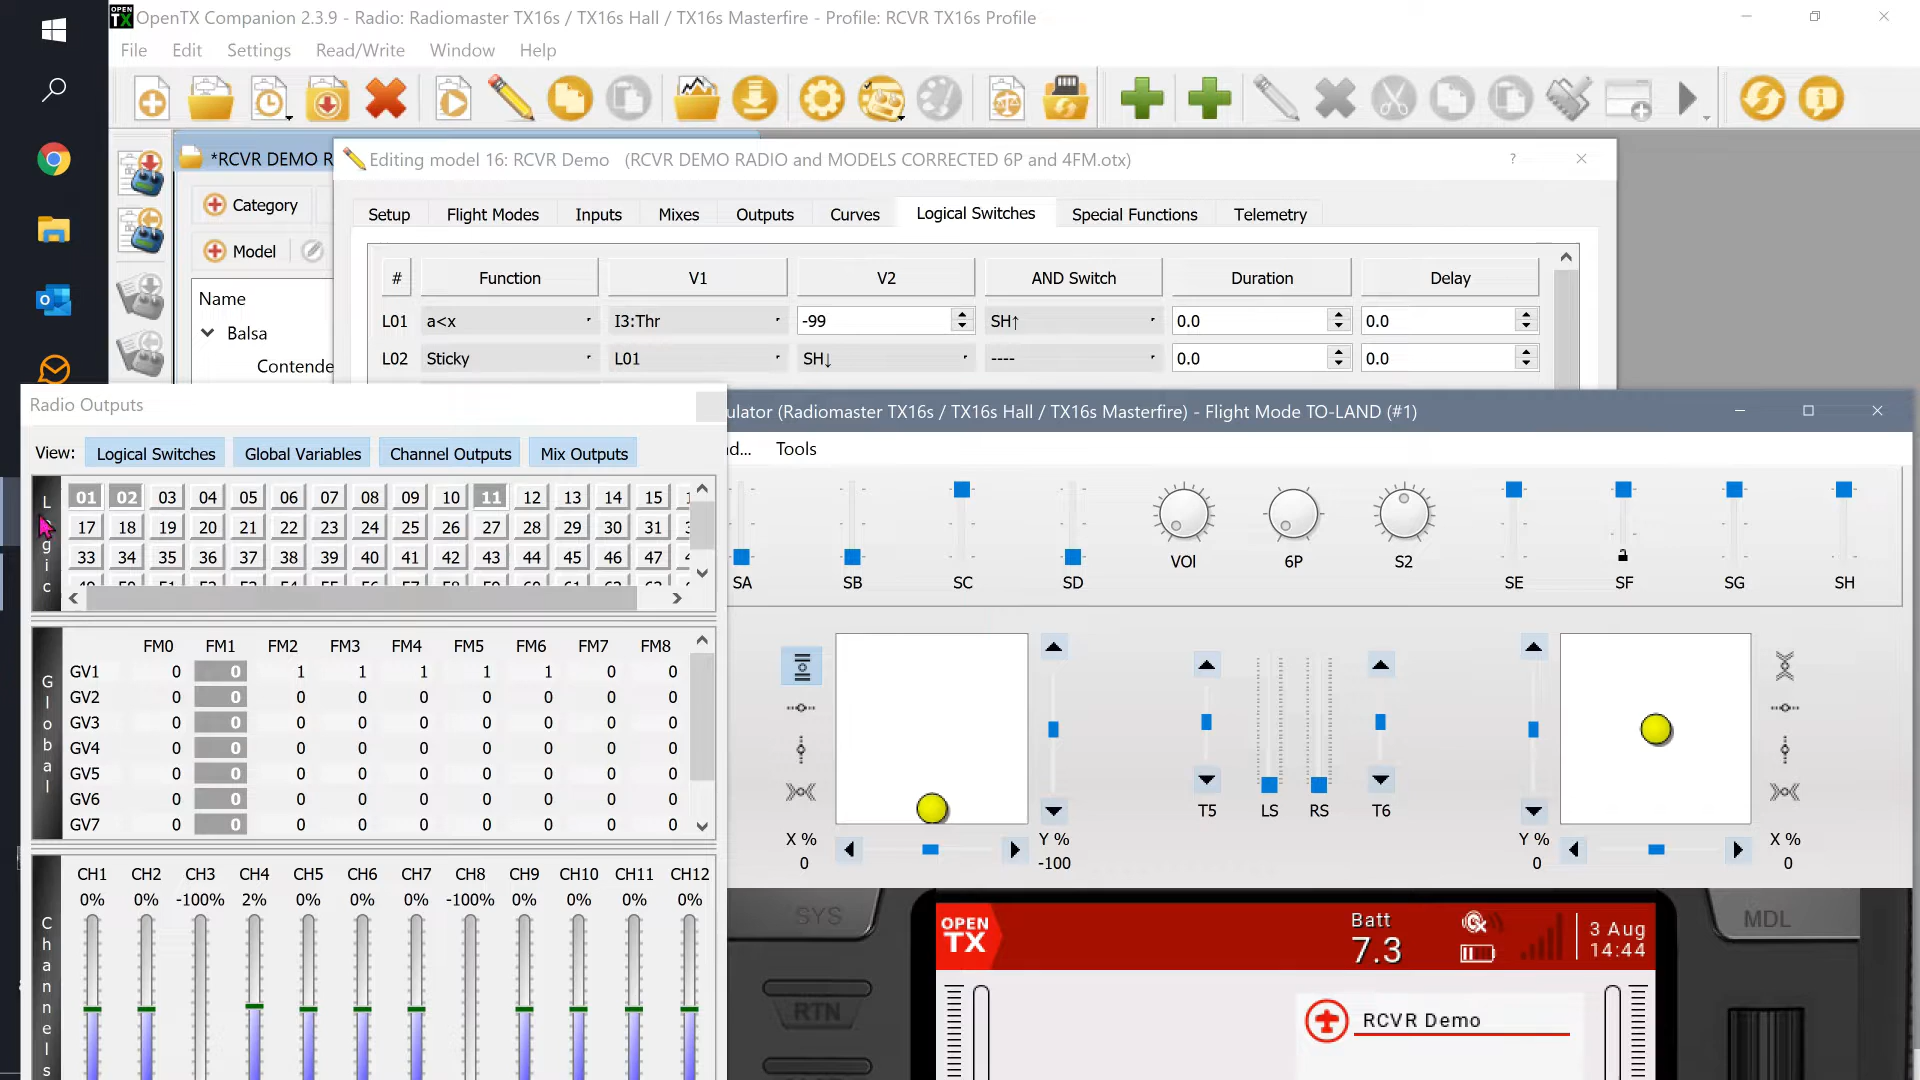 OPEN TX OpenTX Companion 2.3.9 - Radio: Radiomaster TX16s / TX16s Hall / TX16s Masterfire - Profile: RCVR TX16s Profile
File Edit Settings Read/Write Window Help
*RCVR DEMO R
Editing model 16: RCVR Demo (RCVR DEMO RADIO and MODELS CORRECTED 6P and 4FM.otx) ?
Category
Model
Name
Balsa
Contende
Setup Flight Modes Inputs Mixes Outputs Curves Logical Switches Special Functions Telemetry
# Function V1 V2 AND Switch Duration Delay
L01 a<x I3:Thr -99 SH↑ 0.0 0.0
L02 Sticky L01 SH↓ ---- 0.0 0.0
Radio Outputs
View: Logical Switches Global Variables Channel Outputs Mix Outputs
01 02 03 04 05 06 07 08 09 10 11 12 13 14 15
17 18 19 20 21 22 23 24 25 26 27 28 29 30 31
33 34 35 36 37 38 39 40 41 42 43 44 45 46 47
FM0 FM1 FM2 FM3 FM4 FM5 FM6 FM7 FM8
GV1 0 0 1 1 1 1 1 0 0
GV2 0 0 0 0 0 0 0 0 0
GV3 0 0 0 0 0 0 0 0 0
GV4 0 0 0 0 0 0 0 0 0
GV5 0 0 0 0 0 0 0 0 0
GV6 0 0 0 0 0 0 0 0 0
GV7 0 0 0 0 0 0 0 0 0
Global
CH1 CH2 CH3 CH4 CH5 CH6 CH7 CH8 CH9 CH10 CH11 CH12
0% 0% -100% 2% 0% 0% 0% -100% 0% 0% 0% 0%
Channels
ulator (Radiomaster TX16s / TX16s Hall / TX16s Masterfire) - Flight Mode TO-LAND (#1)
d... Tools
SA SB SC SD VOl 6P S2 SE SF SG SH
T5 LS RS T6
X % Y % Y % X %
0 -100 0 0
SYS
MDL
RTN
OPEN TX
Batt
7.3
3 Aug
14:44
RCVR Demo